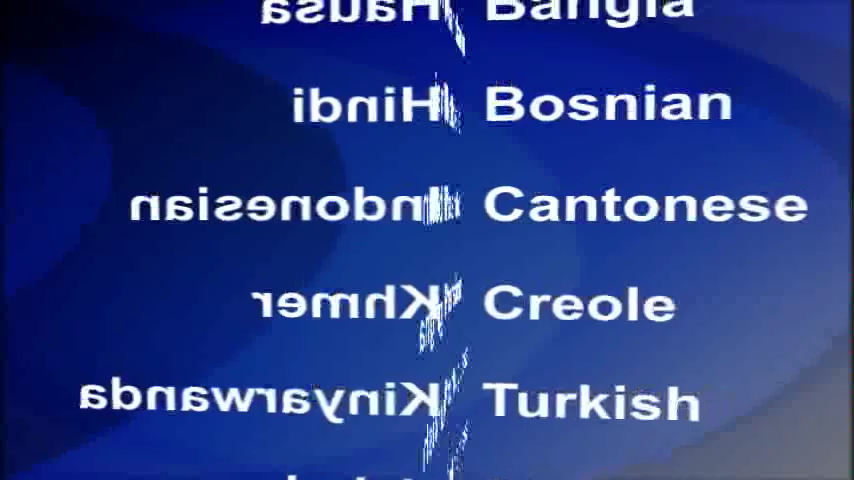 Hausa Bangla
Hindi Bosnian
Indonesian Cantonese
Khmer Creole
Kinyarwanda Turkish